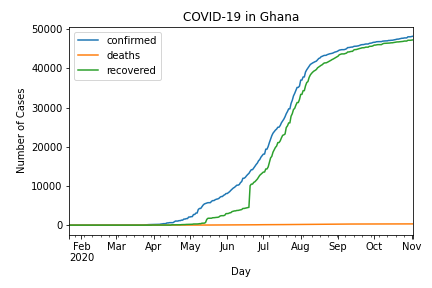 COVID-19 in Ghana
50000
40000
30000
20000
10000
0
Number of Cases
confirmed
deaths
recovered
Feb Mar Apr May Jun Jul Aug Sep Oct Nov
2020
Day